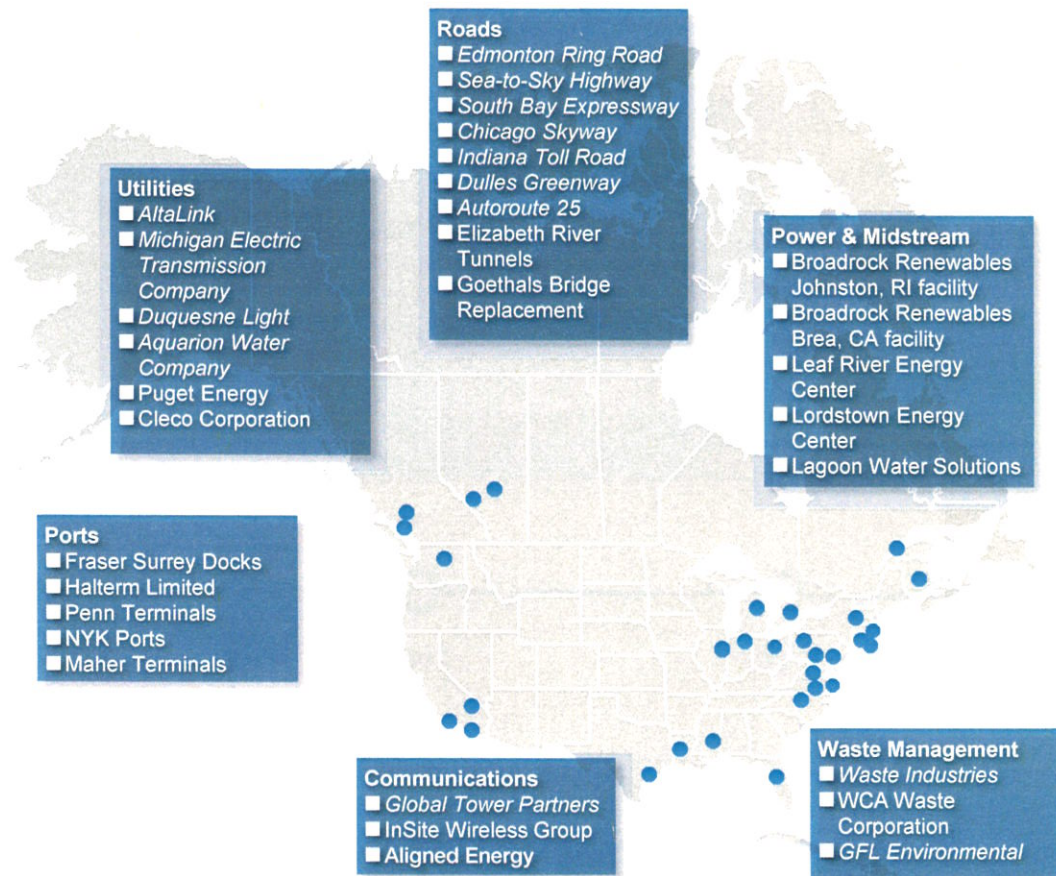 Roads
Edmonton Ring Road
Sea-to-Sky Highway
South Bay Expressway
Chicago Skyway
Indiana Toll Road
Dulles Greenway
Autoroute 25
Elizabeth River
Tunnels
Goethals Bridge
Replacement
Utilities
AltaLink
Michigan Electric
Transmission
Company
Duquesne Light
Aquarion Water
Company
Puget Energy
Cleco Corporation
Power & Midstream
Broadrock Renewables
Johnston, RI facility
Broadrock Renewables
Brea, CA facility
Leaf River Energy
Center
Lordstown Energy
Center
Lagoon Water Solutions
Ports
Fraser Surrey Docks
Halterm Limited
Penn Terminals
NYK Ports
Maher Terminals
Communications
Global Tower Partners
InSite Wireless Group
Aligned Energy
Waste Management
Waste Industries
WCA Waste
Corporation
GFL Environmental